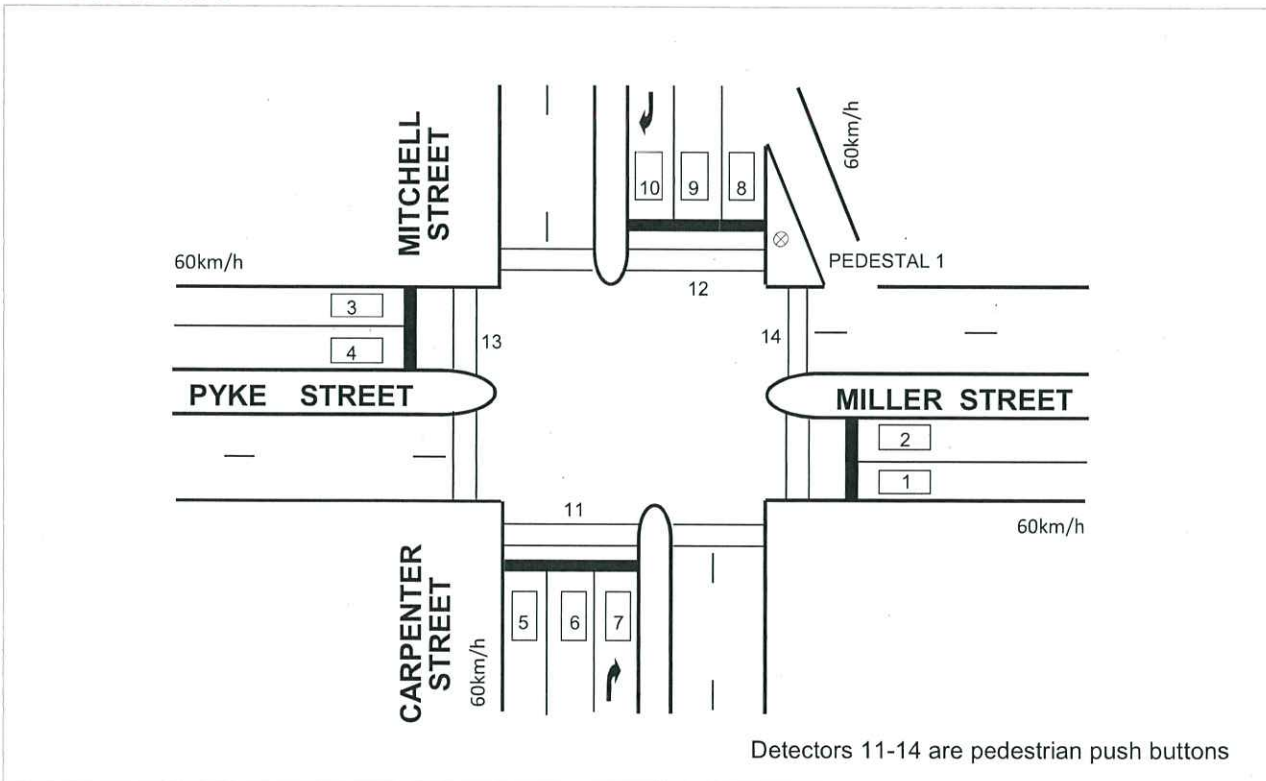 MITCHELL
STREET
60km/h
10 9 8
60km/h
PEDESTAL 1
12
3
4
13
14
PYKE STREET
MILLER STREET
2
1
60km/h
11
CARPENTER
STREET
60km/h
5 6 7
Detectors 11-14 are pedestrian push buttons